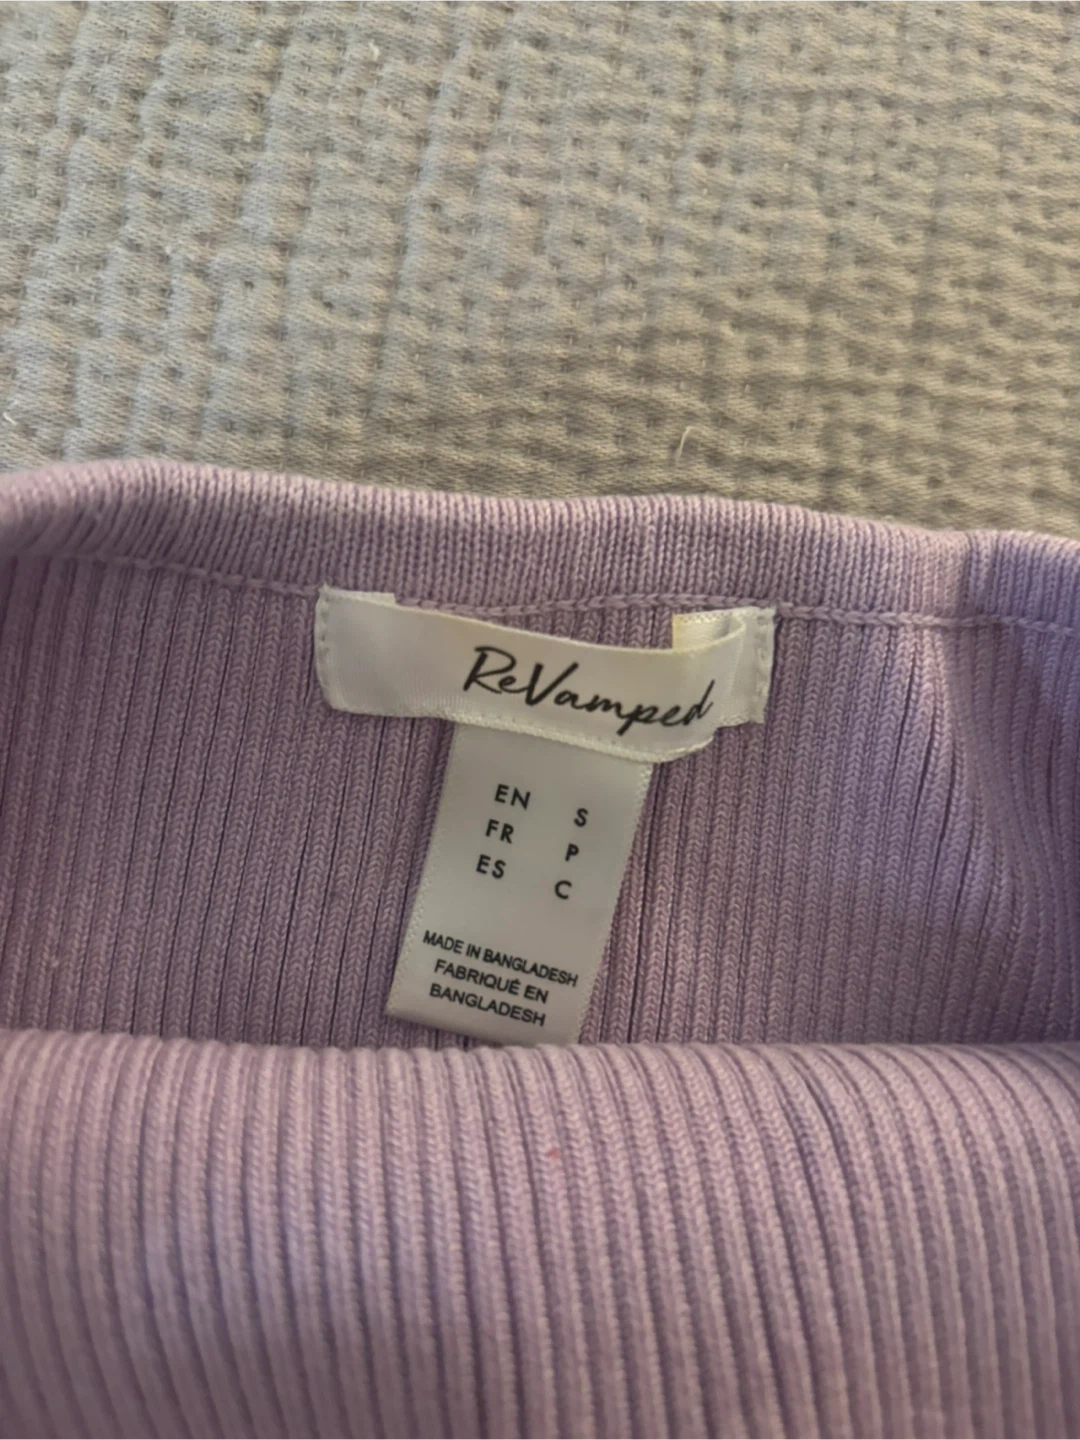 ReVamped
EN S
FR P
ES C
MADE IN BANGLADESH
FABRIQUÉ EN
BANGLADESH